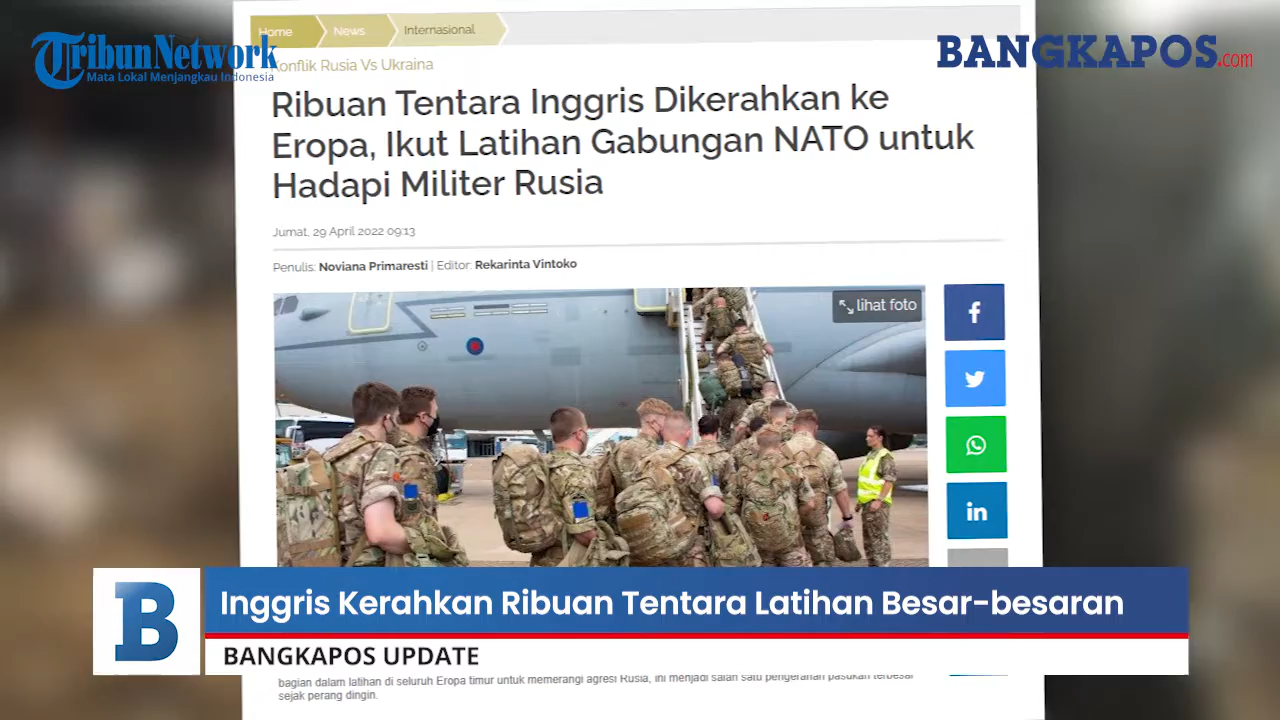 Home News Internasional
TribunNetwork
Mata Lokal Menjangkau Indonesia
BANGKAPOS.com
Konflik Rusia Vs Ukraina
Ribuan Tentara Inggris Dikerahkan ke
Eropa, Ikut Latihan Gabungan NATO untuk
Hadapi Militer Rusia
Jumat, 29 April 2022 09:13
Penulis: Noviana Primaresti | Editor: Rekarinta Vintoko
lihat foto
f
in
B
Inggris Kerahkan Ribuan Tentara Latihan Besar-besaran
BANGKAPOS UPDATE
bagian dalam latihan di seluruh Eropa timur untuk memerangi agresi Rusia, ini menjadi salah satu pengerahan pasukan terbesar
sejak perang dingin.